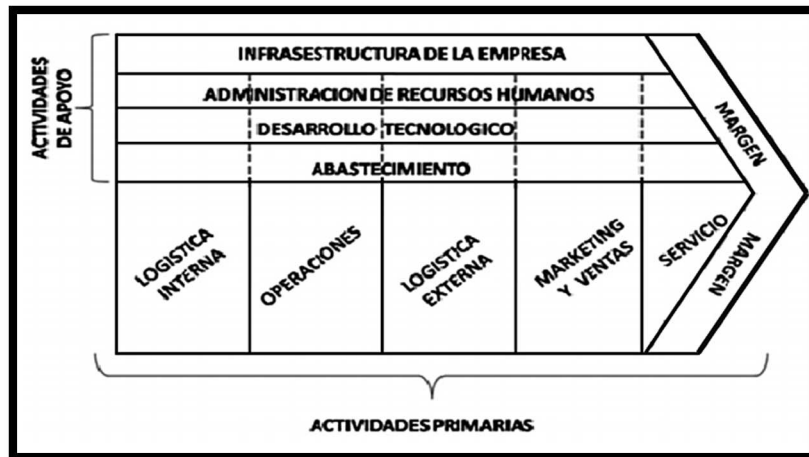 ACTIVIDADES
DE APOYO
INFRASESTRUCTURA DE LA EMPRESA
ADMINISTRACION DE RECURSOS HUMANOS
DESARROLLO TECNOLOGICO
ABASTECIMIENTO
MARGEN
LOGISTICA
INTERNA
OPERACIONES
LOGISTICA
EXTERNA
MARKETING
Y VENTAS
SERVICIO
MARGEN
ACTIVIDADES PRIMARIAS